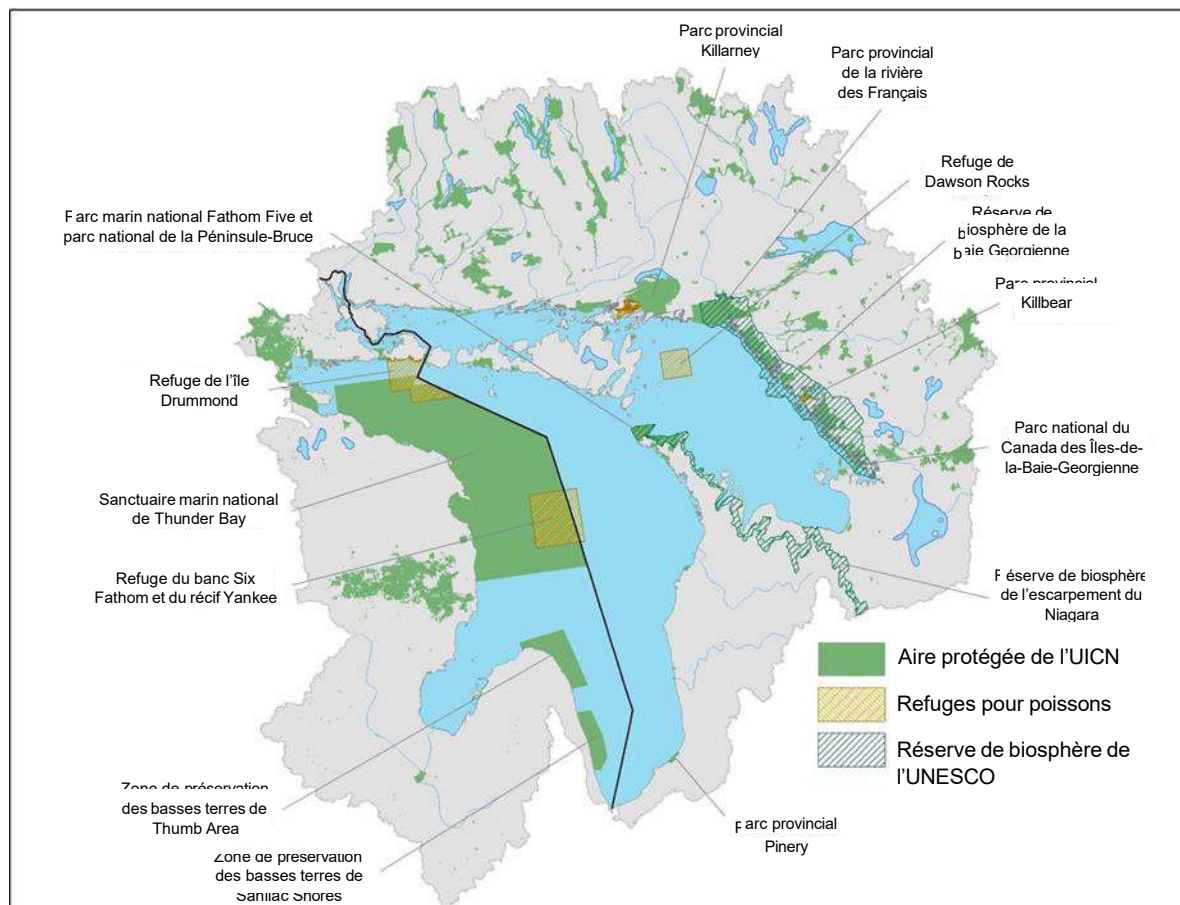 Parc provincial
Killarney
Parc provincial
de la rivière
des Français
Refuge de
Dawson Rocks
Réserve de
biosphère de la
baie Georgienne
Parc provincial
Killbear
Parc marin national Fathom Five et
parc national de la Péninsule-Bruce
Refuge de l'île
Drummond
Parc national du
Canada des Îles-de-
la-Baie-Georgienne
Sanctuaire marin national
de Thunder Bay
Refuge du banc Six
Fathom et du récif Yankee
Réserve de biosphère
de l'escarpement du
Niagara
Aire protégée de l'UICN
Refuges pour poissons
Réserve de biosphère de
l'UNESCO
Zone de préservation
des basses terres de
Thumb Area
Parc provincial
Pinery
Zone de préservation
des basses terres de
Sanilac Shores